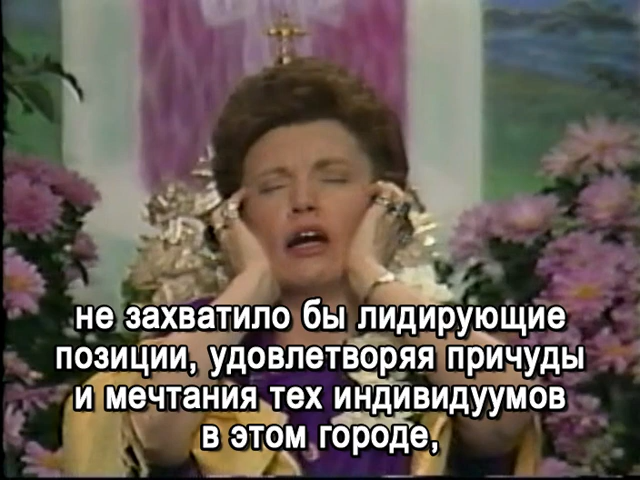 не захватило бы лидирующие
позиции, удовлетворяя причуды
и мечтания тех индивидуумов
в этом городе,